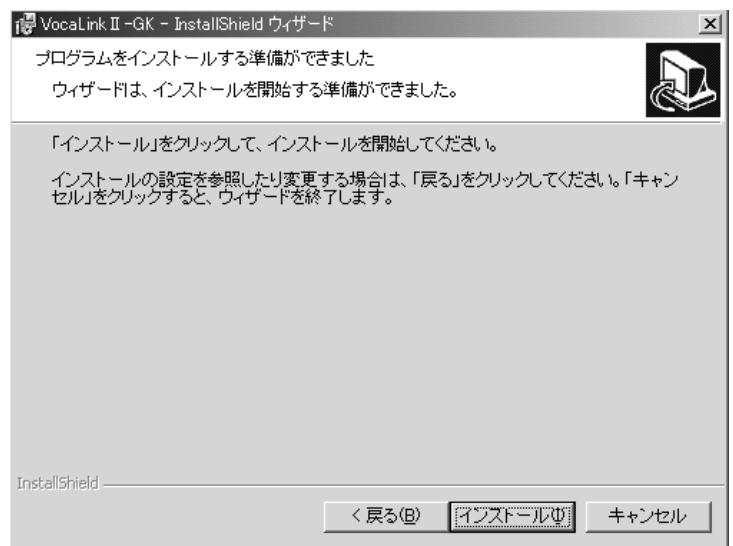 VocaLinkⅡ-GK - InstallShield ウィザード
プログラムをインストールする準備ができました
ウィザードは、インストールを開始する準備ができました。
「インストール」をクリックして、インストールを開始してください。
インストールの設定を参照したり変更する場合は、「戻る」をクリックしてください。「キャン
セル」をクリックすると、ウィザードを終了します。
InstallShield
< 戻る(B) インストール(I) キャンセル